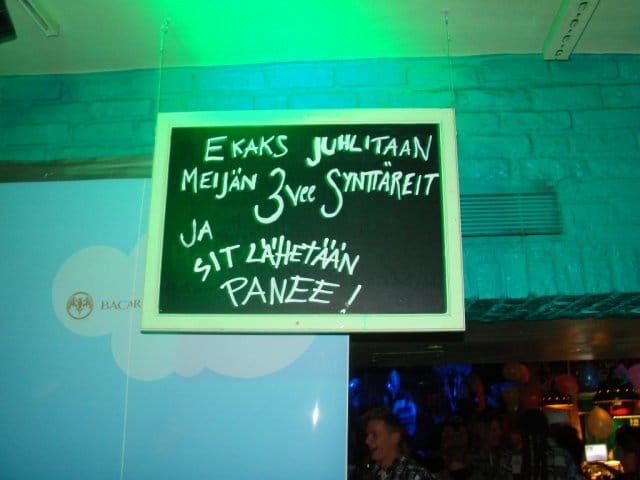 EKAKS JUHLITAAN
MEIJÄN 3vee SYNTTÄREIT
JA
SIT LÄHETÄÄN
PANEE!
BACAR